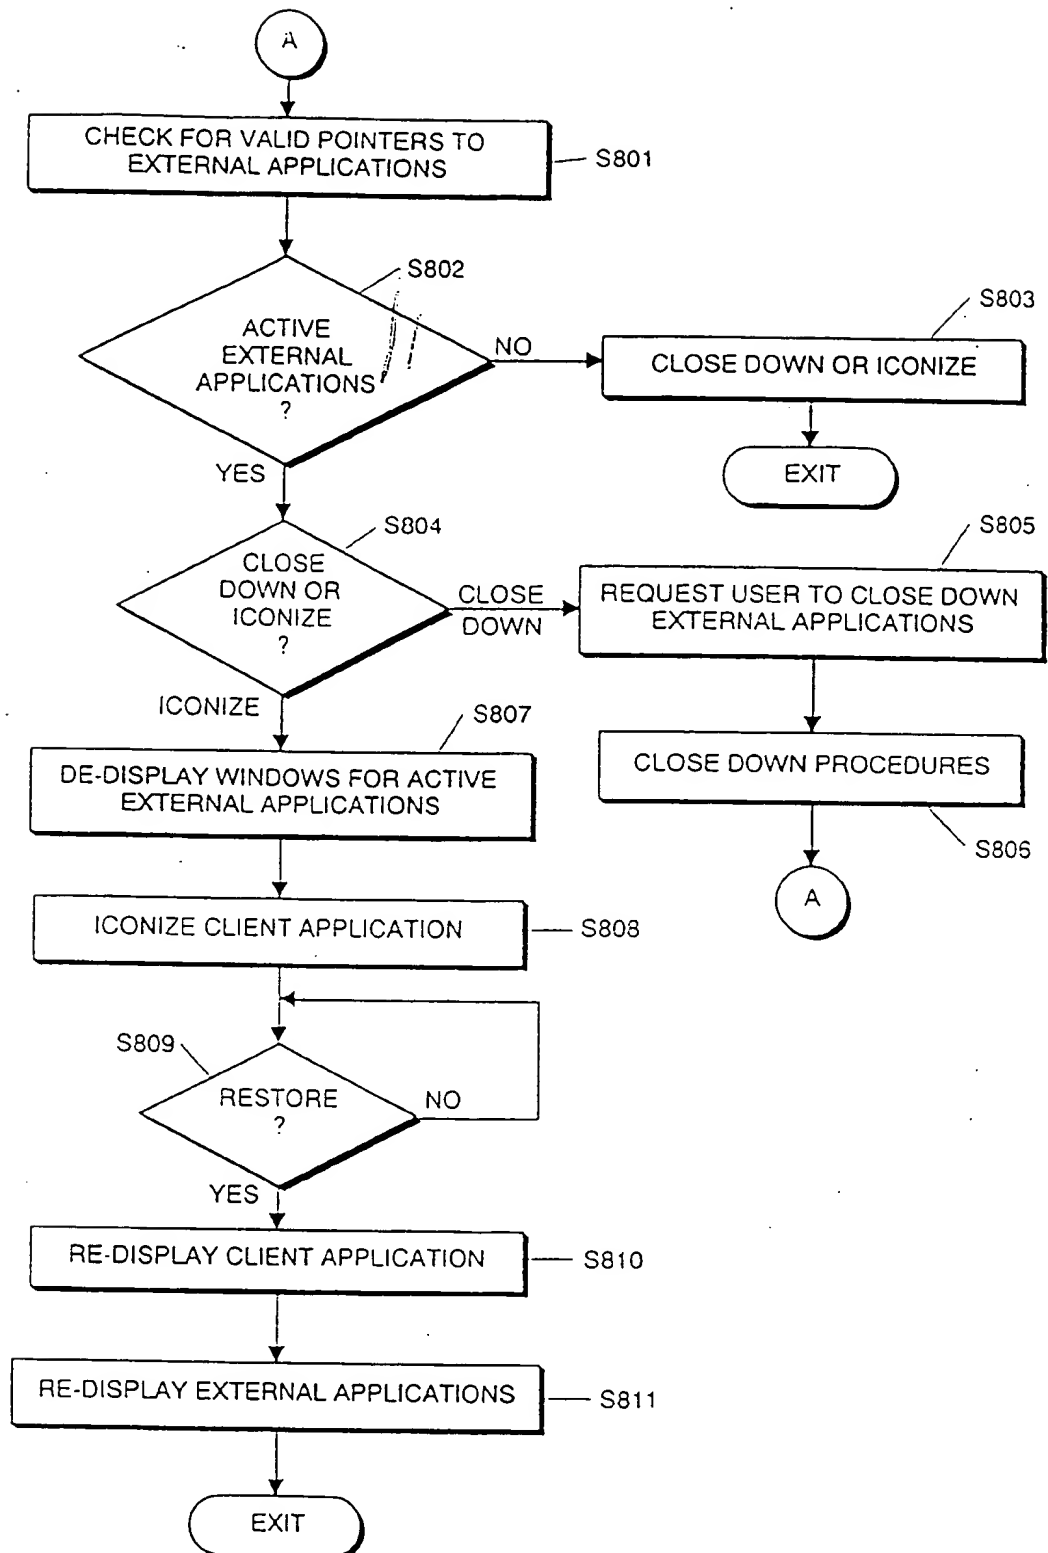 A
CHECK FOR VALID POINTERS TO
EXTERNAL APPLICATIONS
S801
S802
ACTIVE
EXTERNAL
APPLICATIONS
?
NO
S803
CLOSE DOWN OR ICONIZE
EXIT
YES
S804
CLOSE
DOWN OR
ICONIZE
?
CLOSE
DOWN
S805
REQUEST USER TO CLOSE DOWN
EXTERNAL APPLICATIONS
ICONIZE
S807
DE-DISPLAY WINDOWS FOR ACTIVE
EXTERNAL APPLICATIONS
CLOSE DOWN PROCEDURES
S806
A
ICONIZE CLIENT APPLICATION
S808
S809
RESTORE
?
NO
YES
RE-DISPLAY CLIENT APPLICATION
S810
RE-DISPLAY EXTERNAL APPLICATIONS
S811
EXIT